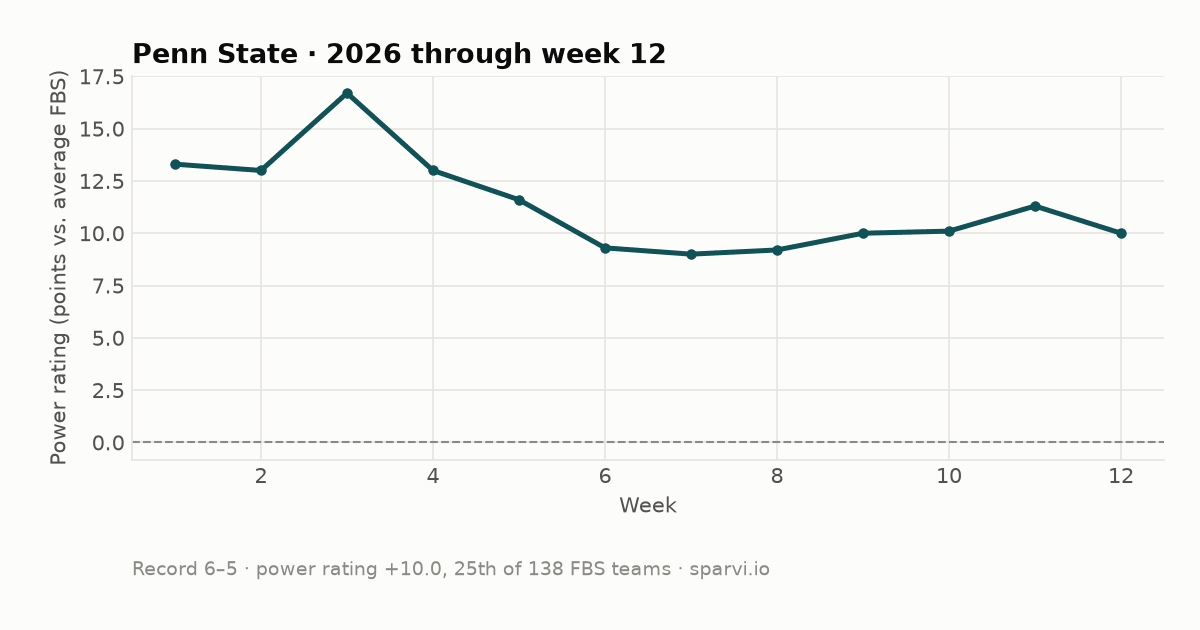 Penn State · 2026 through week 12
Power rating (points vs. average FBS)
17.5
15.0
12.5
10.0
7.5
5.0
2.5
0.0
2 4 6 8 10 12
Week
Record 6–5 · power rating +10.0, 25th of 138 FBS teams · sparvi.io